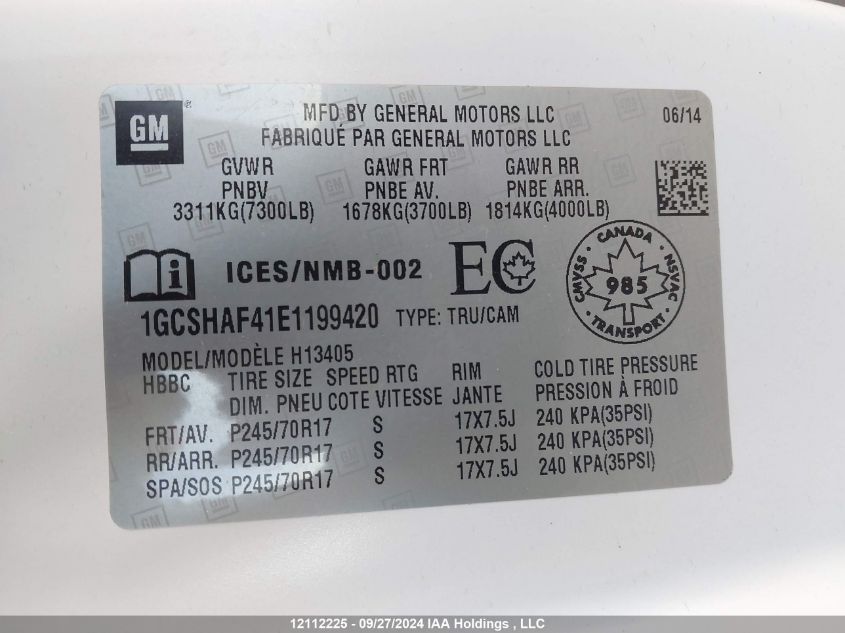 GM®
MFD BY GENERAL MOTORS LLC 06/14
FABRIQUÉ PAR GENERAL MOTORS LLC
GVWR GAWR FRT GAWR RR
PNBV PNBE AV. PNBE ARR.
3311KG(7300LB) 1678KG(3700LB) 1814KG(4000LB)
i ICES/NMB-002 EC
CANADA
CMVSS 985 NSVAC
TRANSPORT
1GCSHAF41E1199420 TYPE: TRU/CAM
MODEL/MODÈLE H13405
HBBC TIRE SIZE SPEED RTG RIM COLD TIRE PRESSURE
DIM. PNEU COTE VITESSE JANTE PRESSION À FROID
FRT/AV. P245/70R17 S 17X7.5J 240 KPA(35PSI)
RR/ARR. P245/70R17 S 17X7.5J 240 KPA(35PSI)
SPA/SOS P245/70R17 S 17X7.5J 240 KPA(35PSI)
12112225 - 09/27/2024 IAA Holdings , LLC